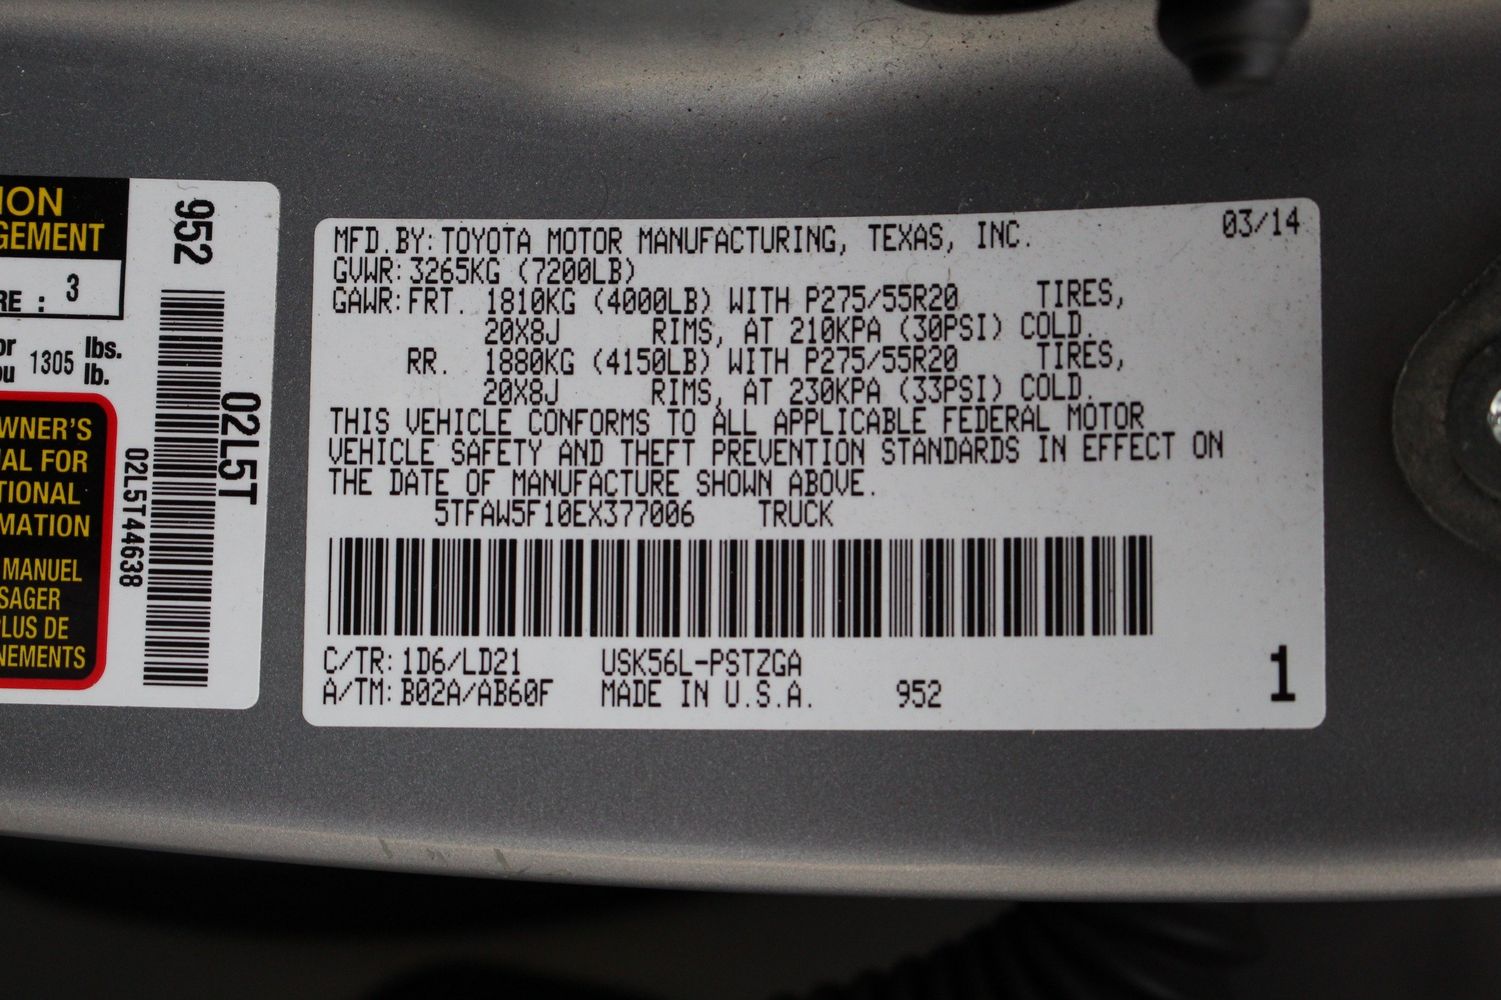 ION
GEMENT
RE : 3
or
ou 1305 lbs.
lb.
WNER'S
JAL FOR
TIONAL
MATION
MANUEL
SAGER
PLUS DE
NEMENTS
952
02L5T
02L5T44638
03/14
MFD.BY:TOYOTA MOTOR MANUFACTURING, TEXAS, INC.
GVWR:3265KG (7200LB)
GAWR:FRT. 1810KG (4000LB) WITH P275/55R20 TIRES,
20X8J RIMS, AT 210KPA (30PSI) COLD.
RR. 1880KG (4150LB) WITH P275/55R20 TIRES,
20X8J RIMS, AT 230KPA (33PSI) COLD.
THIS VEHICLE CONFORMS TO ALL APPLICABLE FEDERAL MOTOR
VEHICLE SAFETY AND THEFT PREVENTION STANDARDS IN EFFECT ON
THE DATE OF MANUFACTURE SHOWN ABOVE.
5TFAW5F10EX377006 TRUCK
C/TR:1D6/LD21 USK56L-PSTZGA
A/TM:B02A/AB60F MADE IN U.S.A. 952
1